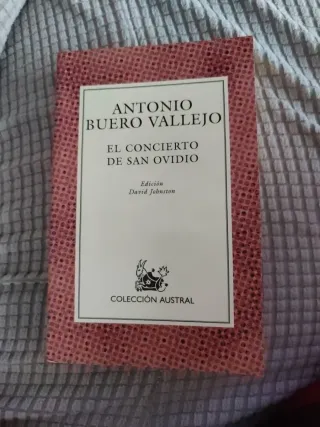 ANTONIO
BUERO VALLEJO
EL CONCIERTO
DE SAN OVIDIO
Edición
David Johnston
COLECCIÓN AUSTRAL